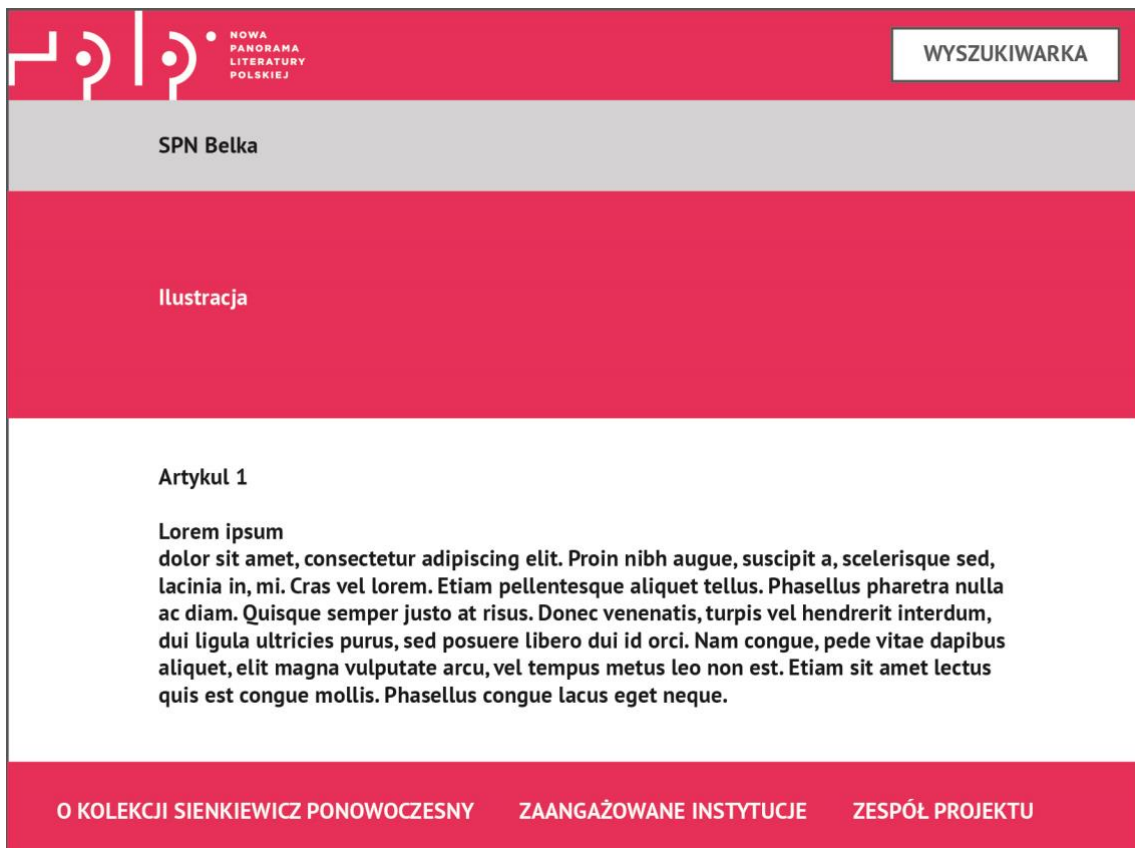 NOWA
PANORAMA
LITERATURY
POLSKIEJ
WYSZUKIWARKA
SPN Belka
Ilustracja
Artykul 1
Lorem ipsum
dolor sit amet, consectetur adipiscing elit. Proin nibh augue, suscipit a, scelerisque sed,
lacinia in, mi. Cras vel lorem. Etiam pellentesque aliquet tellus. Phasellus pharetra nulla
ac diam. Quisque semper justo at risus. Donec venenatis, turpis vel hendrerit interdum,
dui ligula ultricies purus, sed posuere libero dui id orci. Nam congue, pede vitae dapibus
aliquet, elit magna vulputate arcu, vel tempus metus leo non est. Etiam sit amet lectus
quis est congue mollis. Phasellus congue lacus eget neque.
O KOLEKCJI SIENKIEWICZ PONOWOCZESNY ZAANGAŻOWANE INSTYTUCJE ZESPÓŁ PROJEKTU